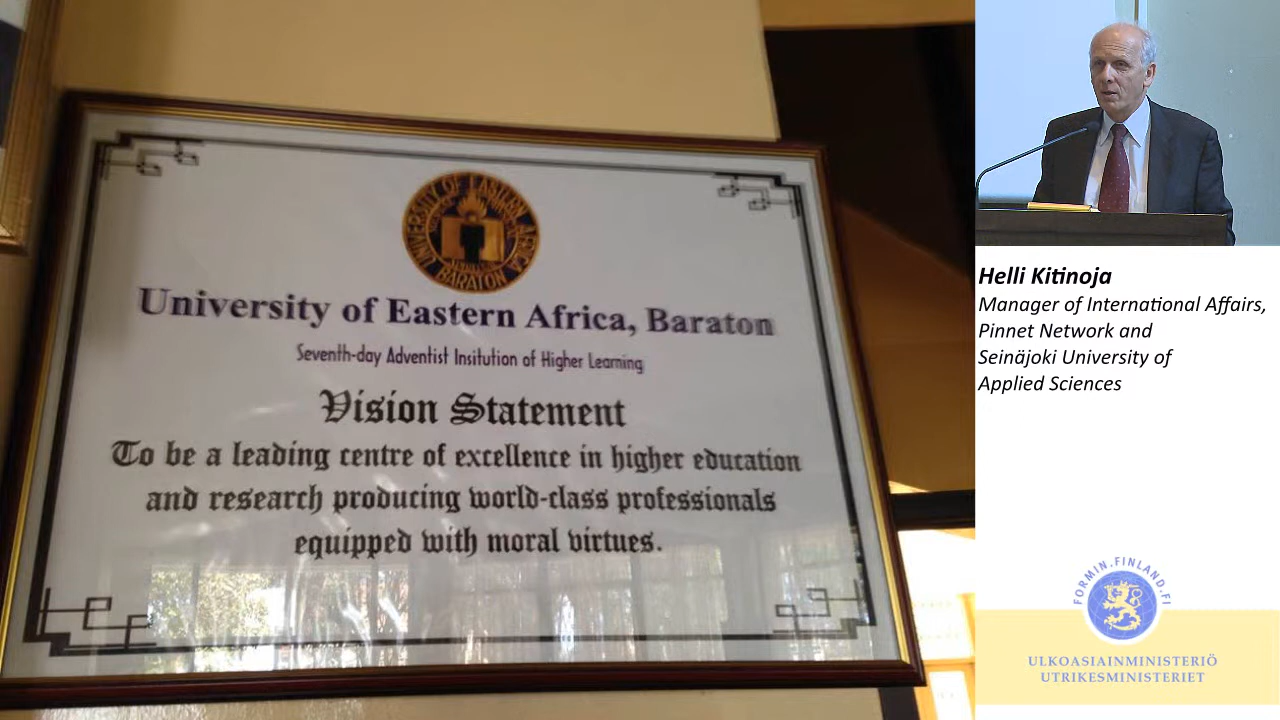 UNIVERSITY OF EASTERN AFRICA
BARATON
University of Eastern Africa, Baraton
Seventh-day Adventist Insitution of Higher Learning
Vision Statement
To be a leading centre of excellence in higher education
and research producing world-class professionals
equipped with moral virtues.
Helli Kitinoja
Manager of International Affairs,
Pinnet Network and
Seinäjoki University of
Applied Sciences
FORMIN.FINLAND.FI
ULKOASIAINMINISTERIÖ
UTRIKESMINISTERIET